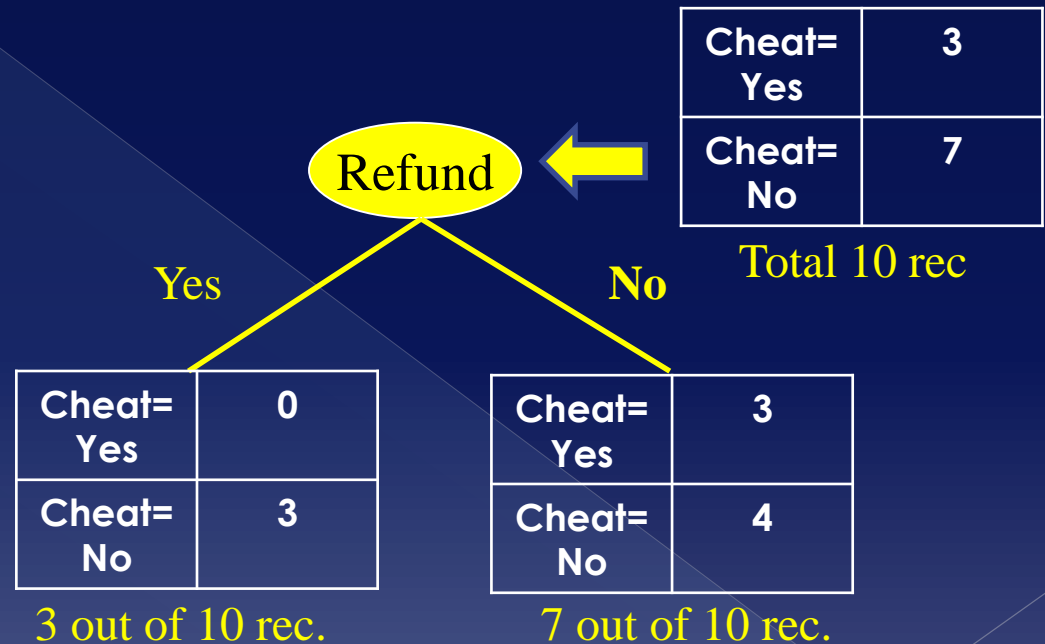 Cheat=
Yes
3
Cheat=
No
7
Total 10 rec
Refund
Yes
No
Cheat=
Yes
0
Cheat=
No
3
3 out of 10 rec.
Cheat=
Yes
3
Cheat=
No
4
7 out of 10 rec.